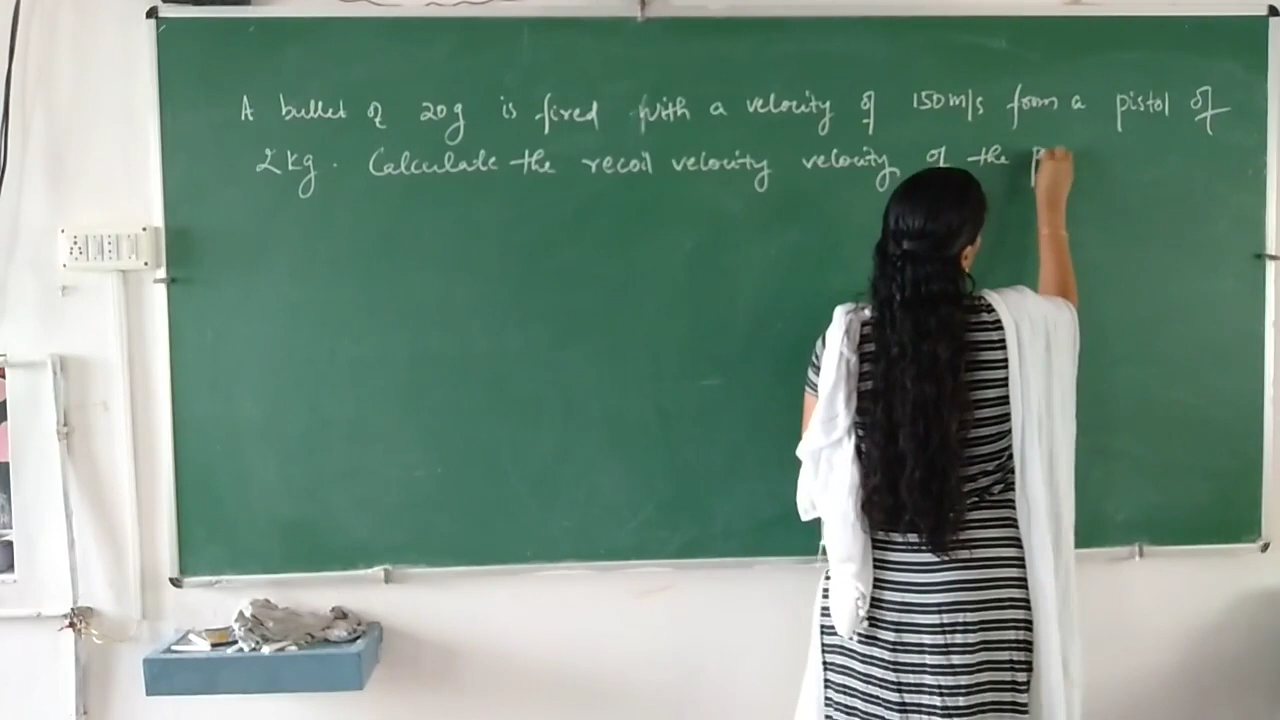 A bullet of 20g is fired with a velocity of 150m/s from a pistol of
2kg. Calculate the recoil velocity velocity of the